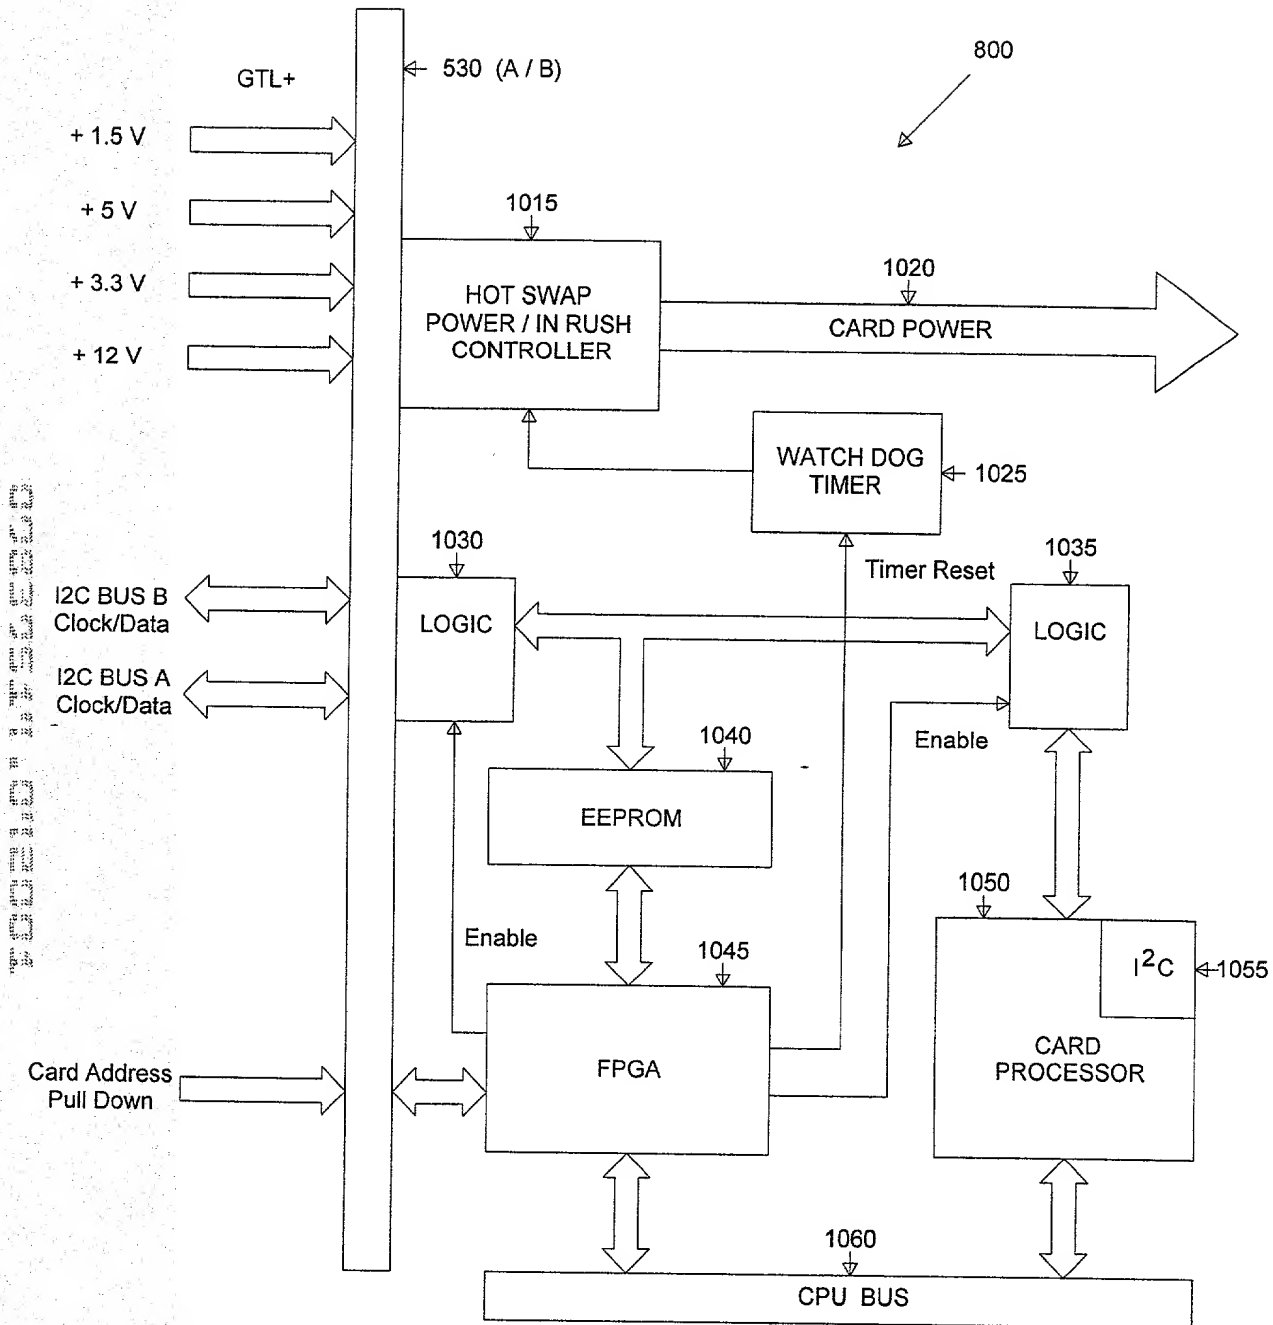 800
530 (A / B)
GTL+
+ 1.5 V
+ 5 V
+ 3.3 V
+ 12 V
1015
HOT SWAP
POWER / IN RUSH
CONTROLLER
1020
CARD POWER
WATCH DOG
TIMER
1025
1030
LOGIC
Timer Reset
1035
LOGIC
I2C BUS B
Clock/Data
I2C BUS A
Clock/Data
Enable
1040
EEPROM
1050
I2C
1055
CARD
PROCESSOR
Enable
1045
FPGA
Card Address
Pull Down
1060
CPU BUS